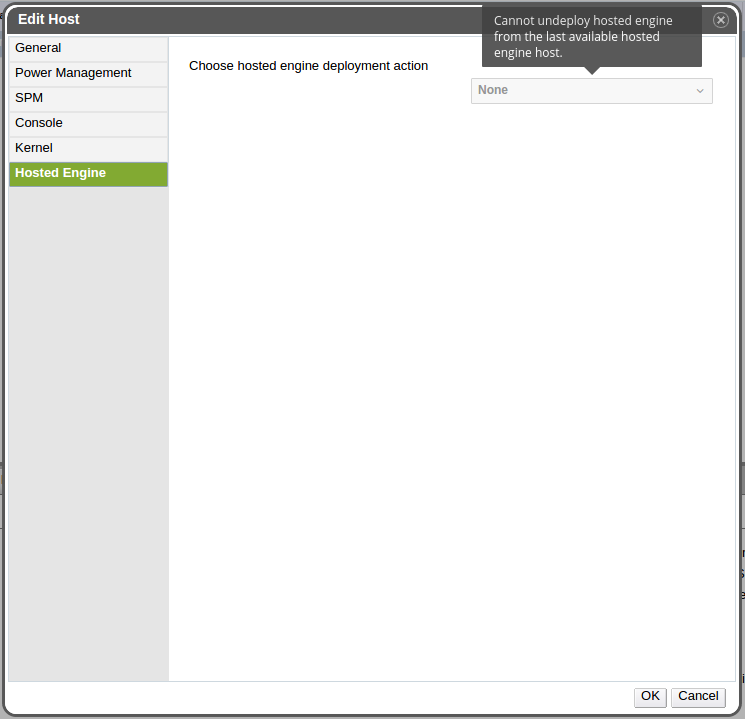 Edit Host
Cannot undeploy hosted engine
from the last available hosted
engine host.
General
Power Management
SPM
Console
Kernel
Hosted Engine
Choose hosted engine deployment action
None
OK
Cancel